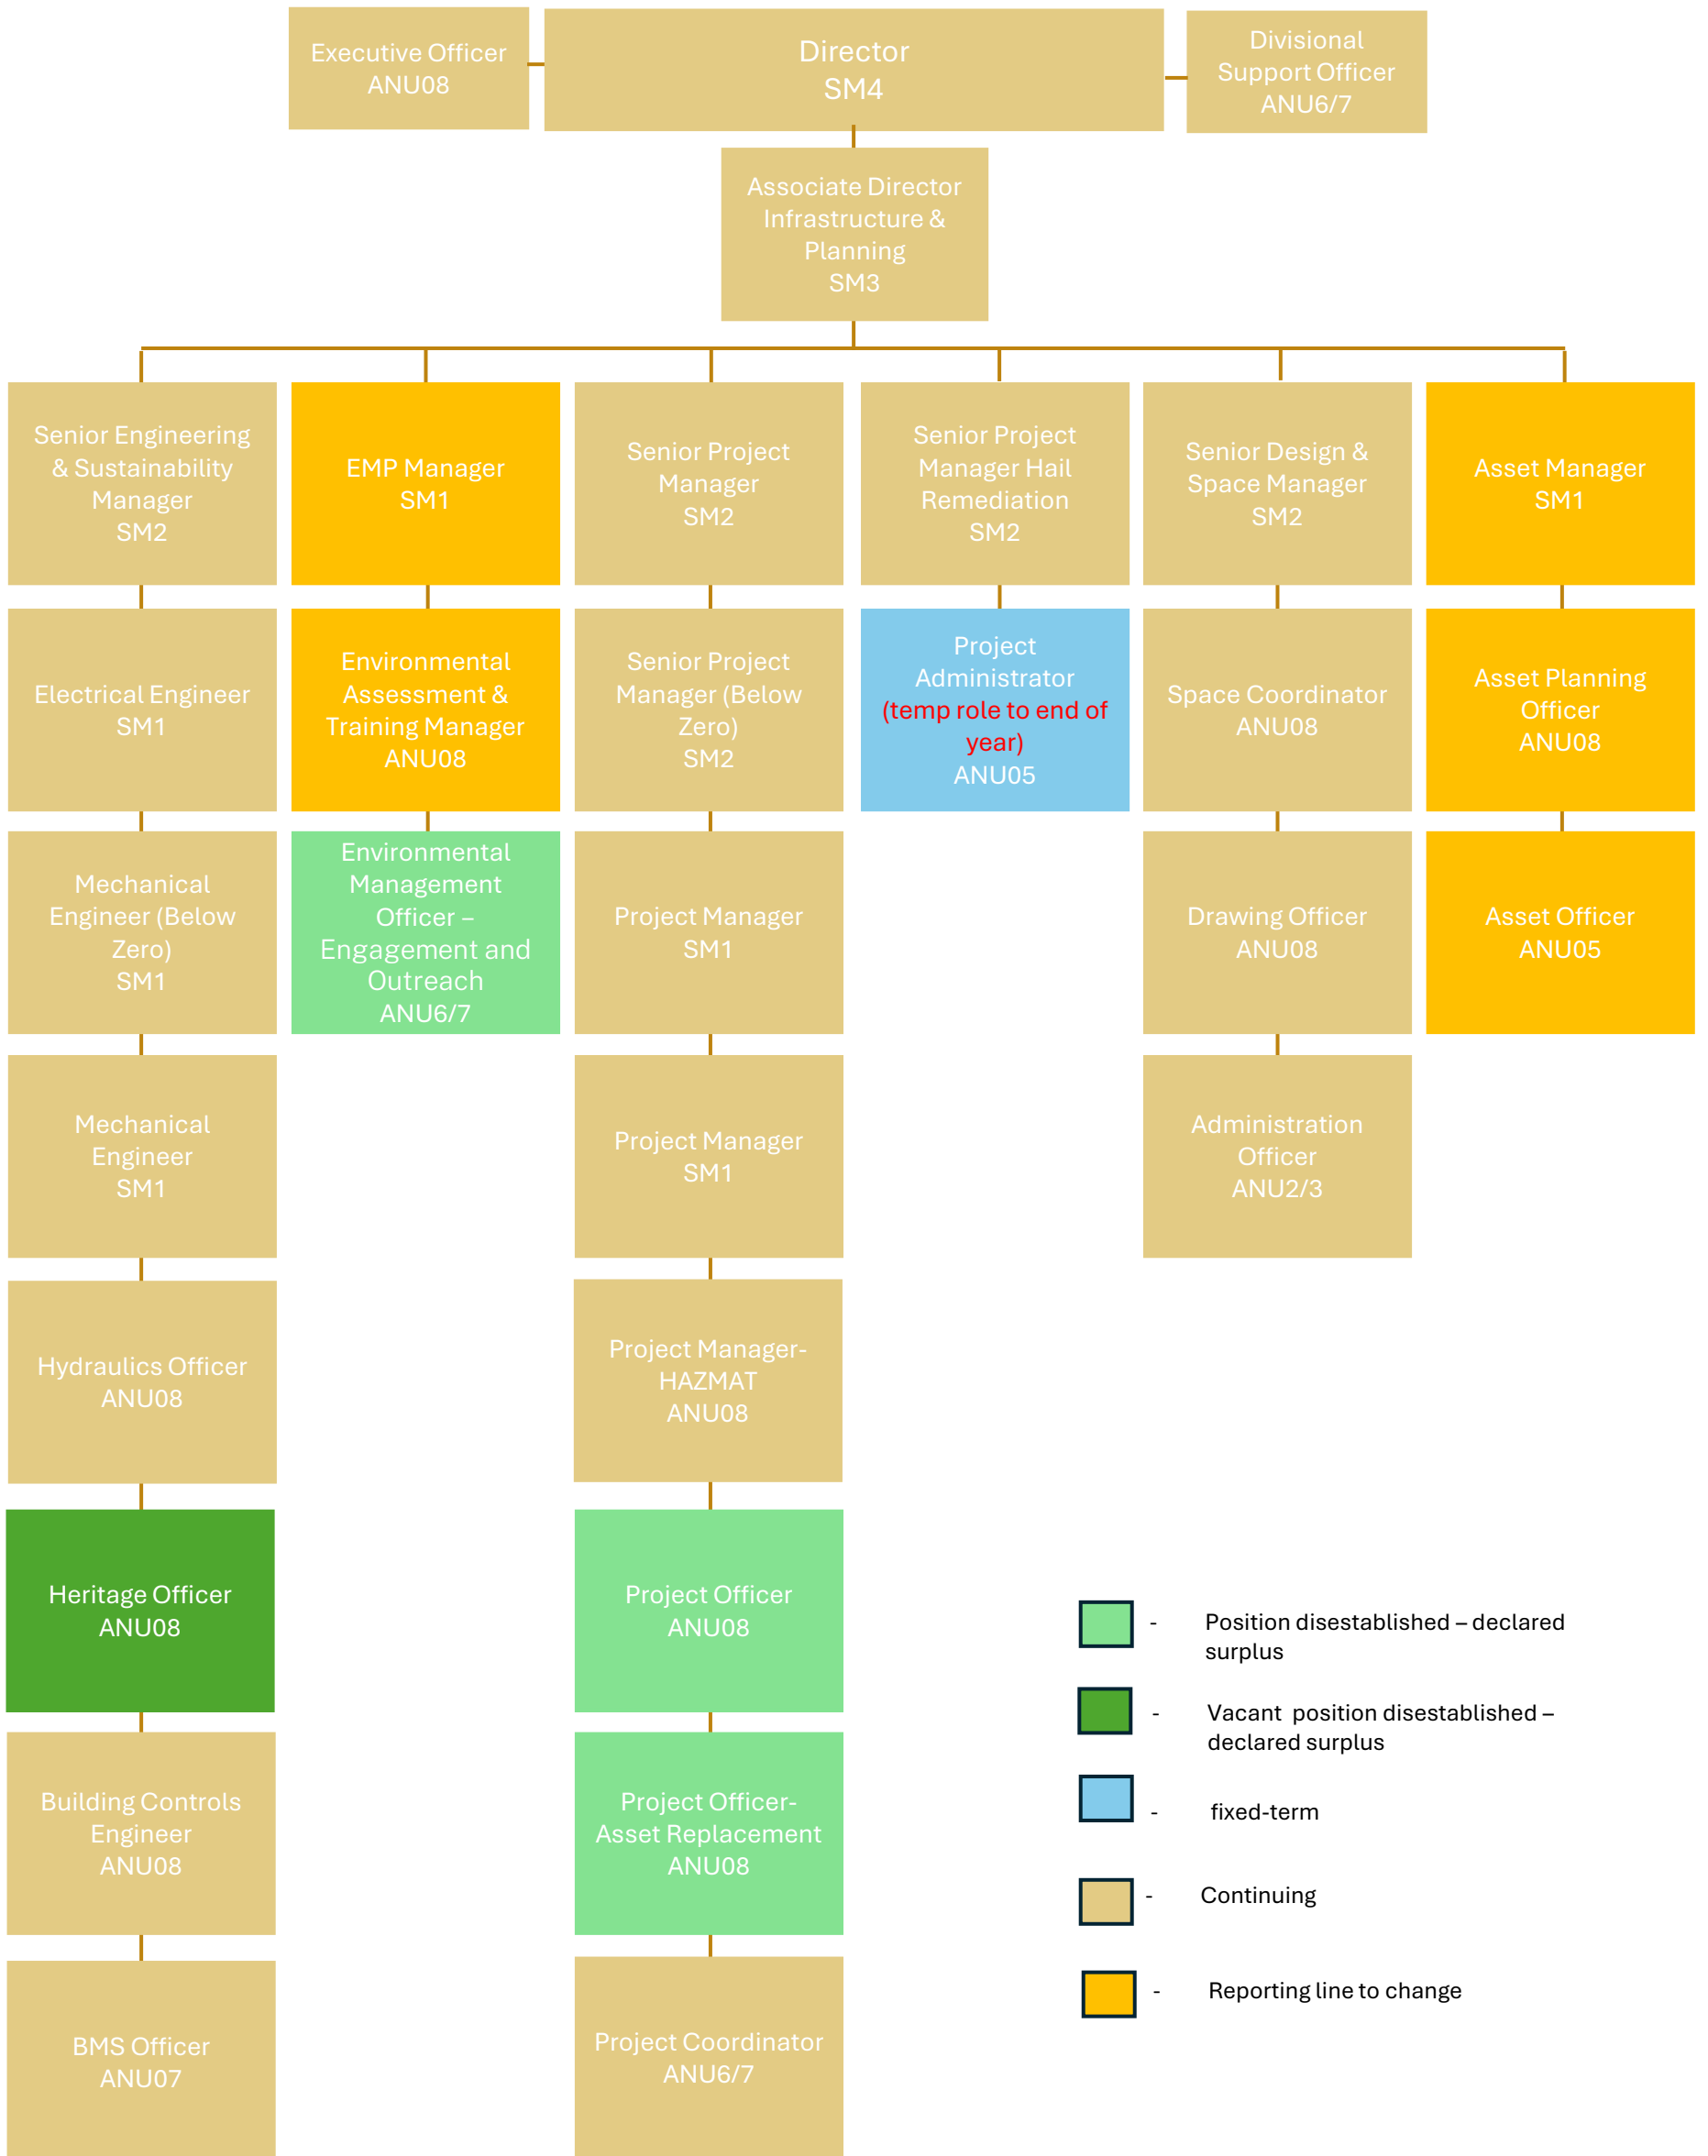 Executive Officer
ANU08
Director
SM4
Divisional
Support Officer
ANU6/7
Associate Director
Infrastructure &
Planning
SM3
Senior Engineering
& Sustainability
Manager
SM2
EMP Manager
SM1
Senior Project
Manager
SM2
Senior Project
Manager Hail
Remediation
SM2
Senior Design &
Space Manager
SM2
Asset Manager
SM1
Electrical Engineer
SM1
Environmental
Assessment &
Training Manager
ANU08
Senior Project
Manager (Below
Zero)
SM2
Project
Administrator
(temp role to end of
year)
ANU05
Space Coordinator
ANU08
Asset Planning
Officer
ANU08
Mechanical
Engineer (Below
Zero)
SM1
Environmental
Management
Officer –
Engagement and
Outreach
ANU6/7
Project Manager
SM1
Drawing Officer
ANU08
Asset Officer
ANU05
Mechanical
Engineer
SM1
Project Manager
SM1
Administration
Officer
ANU2/3
Hydraulics Officer
ANU08
Project Manager-
HAZMAT
ANU08
Heritage Officer
ANU08
Project Officer
ANU08
Building Controls
Engineer
ANU08
Project Officer-
Asset Replacement
ANU08
BMS Officer
ANU07
Project Coordinator
ANU6/7
- Position disestablished – declared
surplus
- Vacant position disestablished –
declared surplus
- fixed-term
- Continuing
- Reporting line to change